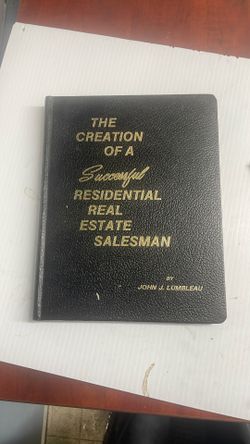 THE
CREATION
OF A
Successful
RESIDENTIAL
REAL
ESTATE
SALESMAN
BY
JOHN J. LUMBLEAU